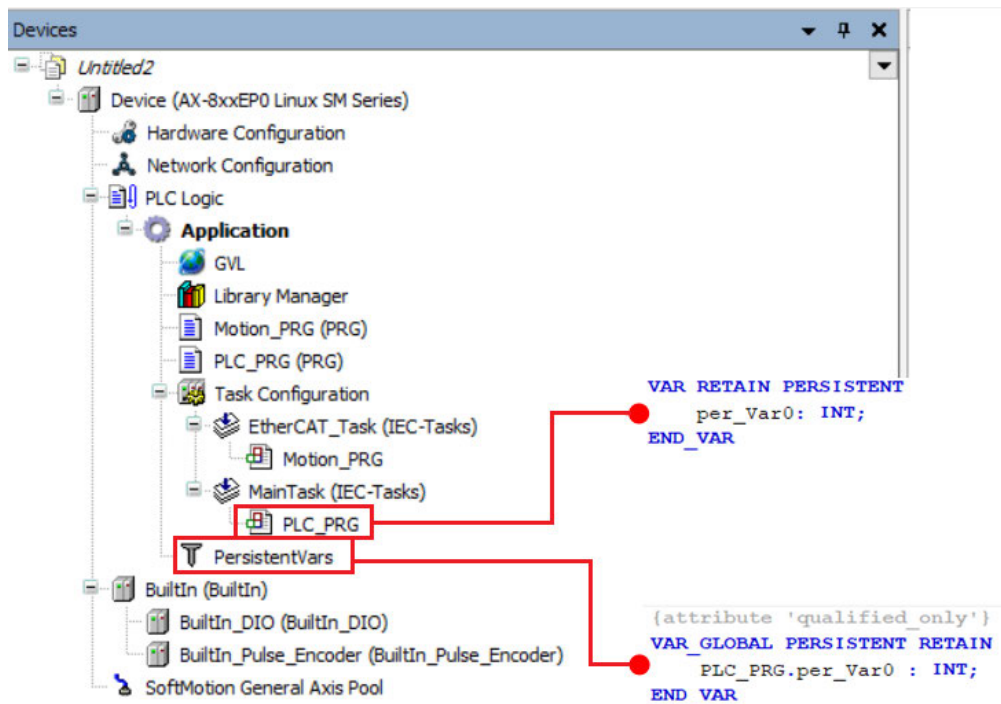 Devices
Untitled2
Device (AX-8xxEP0 Linux SM Series)
Hardware Configuration
Network Configuration
PLC Logic
Application
GVL
Library Manager
Motion_PRG (PRG)
PLC_PRG (PRG)
Task Configuration
EtherCAT_Task (IEC-Tasks)
Motion_PRG
MainTask (IEC-Tasks)
PLC_PRG
PersistentVars
BuiltIn (BuiltIn)
BuiltIn_DIO (BuiltIn_DIO)
BuiltIn_Pulse_Encoder (BuiltIn_Pulse_Encoder)
SoftMotion General Axis Pool
VAR RETAIN PERSISTENT
per_Var0: INT;
END_VAR
{attribute 'qualified_only'}
VAR_GLOBAL PERSISTENT RETAIN
PLC_PRG.per_Var0 : INT;
END_VAR